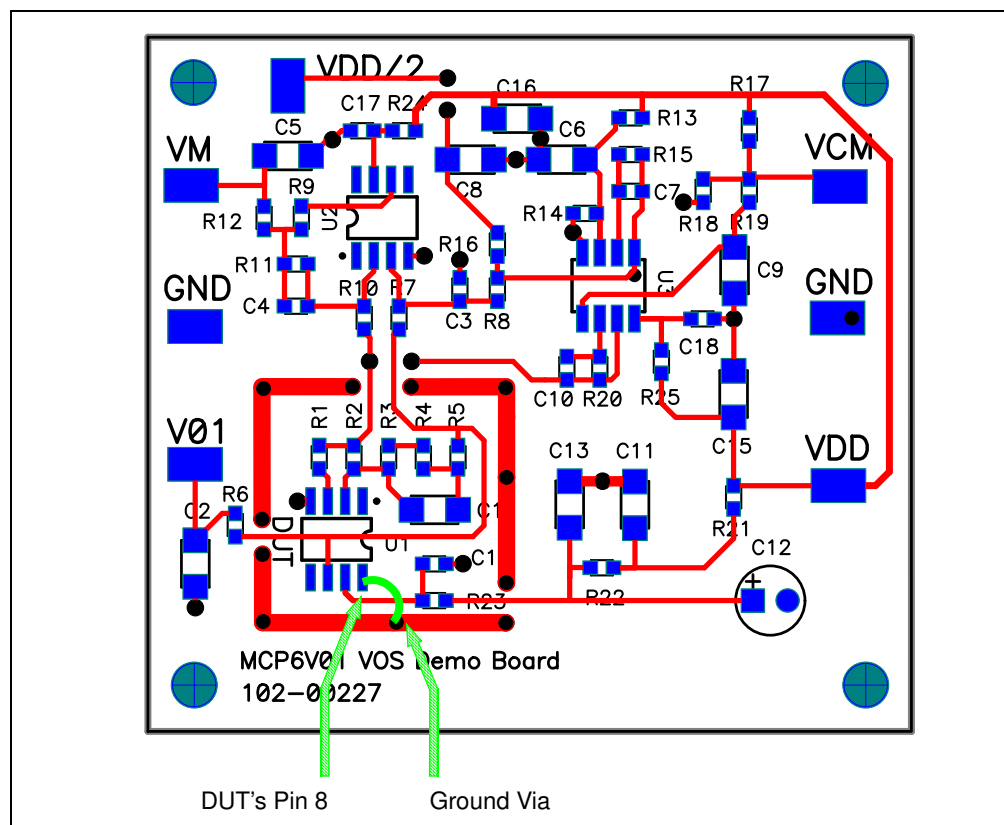 VDD/2
C16
R17
C17 R24
R13
C5
C6
VM
R15
VCM
R9
C8
C7
R12
U2
R14
R18
R19
R16
R11
C9
GND
R10
R7
U3
GND
C4
C3
R8
C18
R1
R2
R3
R4
R5
C10
R20
R25
V01
C13
C11
C15
VDD
R6
C2
C1
R21
DUT
U1
C12
C1
+
R23
R22
MCP6V01 VOS Demo Board
102-00227
DUT's Pin 8
Ground Via